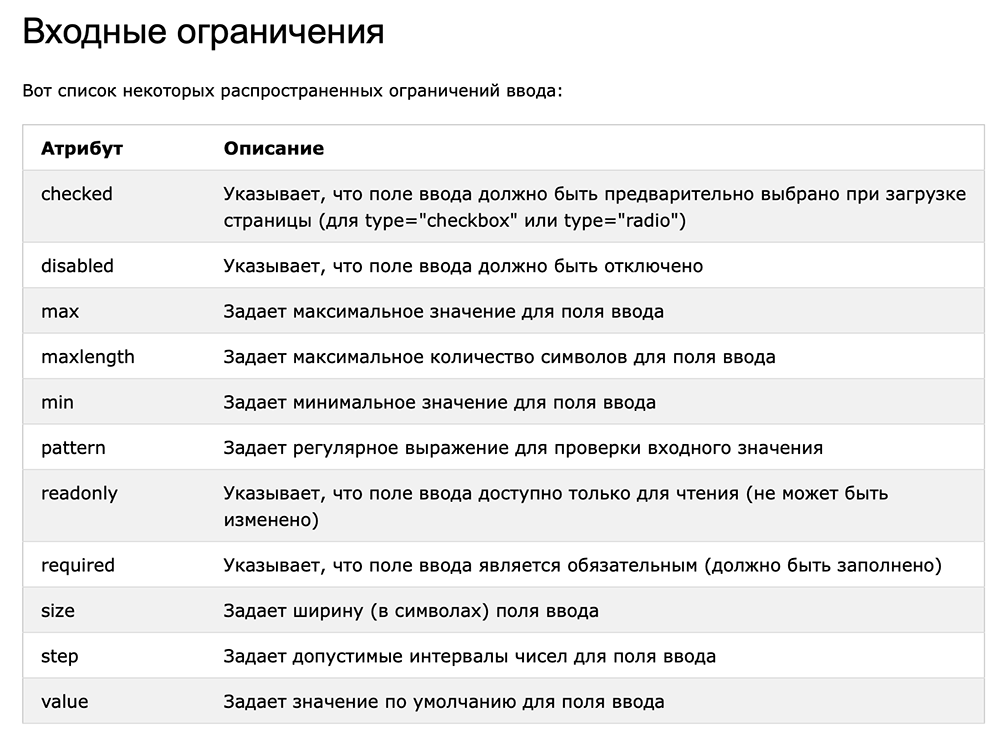 Входные ограничения
Вот список некоторых распространенных ограничений ввода:
Атрибут Описание
checked Указывает, что поле ввода должно быть предварительно выбрано при загрузке
страницы (для type="checkbox" или type="radio")
disabled Указывает, что поле ввода должно быть отключено
max Задает максимальное значение для поля ввода
maxlength Задает максимальное количество символов для поля ввода
min Задает минимальное значение для поля ввода
pattern Задает регулярное выражение для проверки входного значения
readonly Указывает, что поле ввода доступно только для чтения (не может быть
изменено)
required Указывает, что поле ввода является обязательным (должно быть заполнено)
size Задает ширину (в символах) поля ввода
step Задает допустимые интервалы чисел для поля ввода
value Задает значение по умолчанию для поля ввода